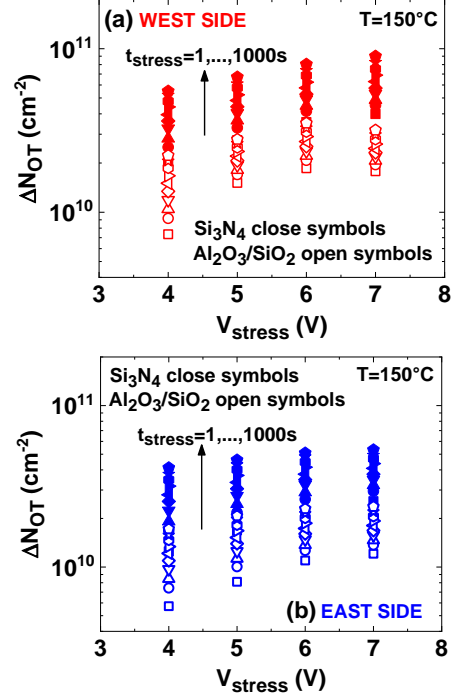 (a) WEST SIDE T=150°C
10¹¹
t_stress=1,...,1000s
ΔN_OT (cm⁻²)
10¹⁰
Si₃N₄ close symbols
Al₂O₃/SiO₂ open symbols
3 4 5 6 7 8
V_stress (V)
Si₃N₄ close symbols T=150°C
Al₂O₃/SiO₂ open symbols
10¹¹
t_stress=1,...,1000s
ΔN_OT (cm⁻²)
10¹⁰
(b) EAST SIDE
3 4 5 6 7 8
V_stress (V)